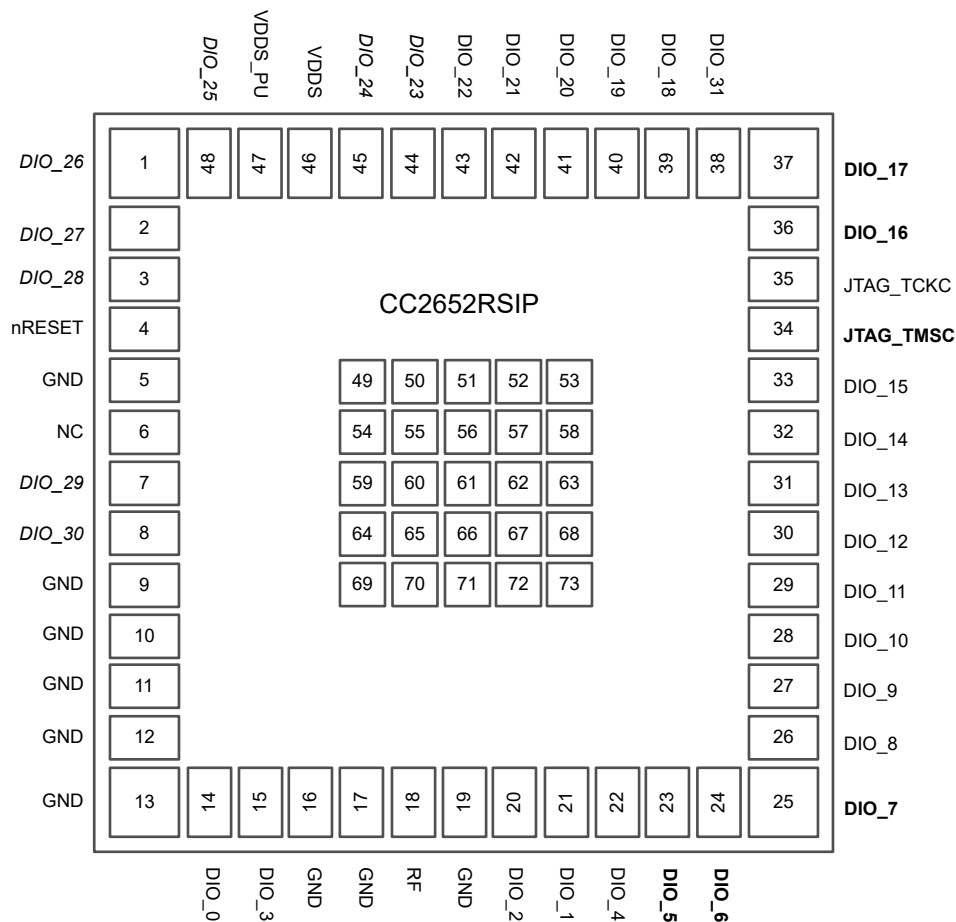 DIO_25 VDDS_PU VDDS DIO_24 DIO_23 DIO_22 DIO_21 DIO_20 DIO_19 DIO_18 DIO_31
DIO_26 1 48 47 46 45 44 43 42 41 40 39 38 37 DIO_17
DIO_27 2 36 DIO_16
DIO_28 3 35 JTAG_TCKC
CC2652RSIP
nRESET 4 34 JTAG_TMSC
GND 5 49 50 51 52 53 33 DIO_15
NC 6 54 55 56 57 58 32 DIO_14
DIO_29 7 59 60 61 62 63 31 DIO_13
DIO_30 8 64 65 66 67 68 30 DIO_12
GND 9 69 70 71 72 73 29 DIO_11
GND 10 28 DIO_10
GND 11 27 DIO_9
GND 12 26 DIO_8
GND 13 14 15 16 17 18 19 20 21 22 23 24 25 DIO_7
DIO_0 DIO_3 GND GND RF GND DIO_2 DIO_1 DIO_4 DIO_5 DIO_6